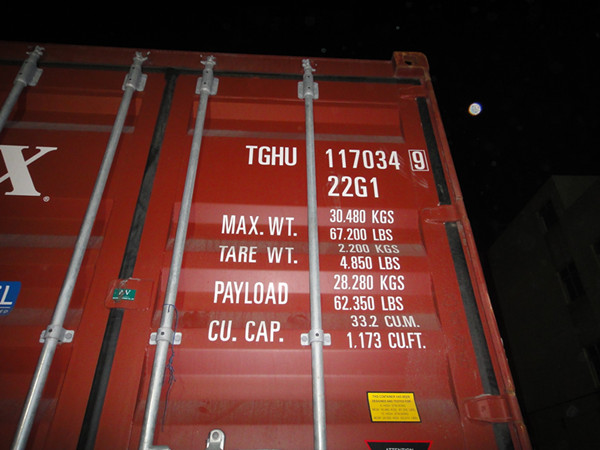 X
®
TGHU 117034 9
22G1
MAX. WT. 30.480 KGS
67.200 LBS
TARE WT. 2.200 KGS
4.850 LBS
PAYLOAD 28.280 KGS
62.350 LBS
CU. CAP. 33.2 CU.M.
1.173 CU.FT.
L
ATTENTION